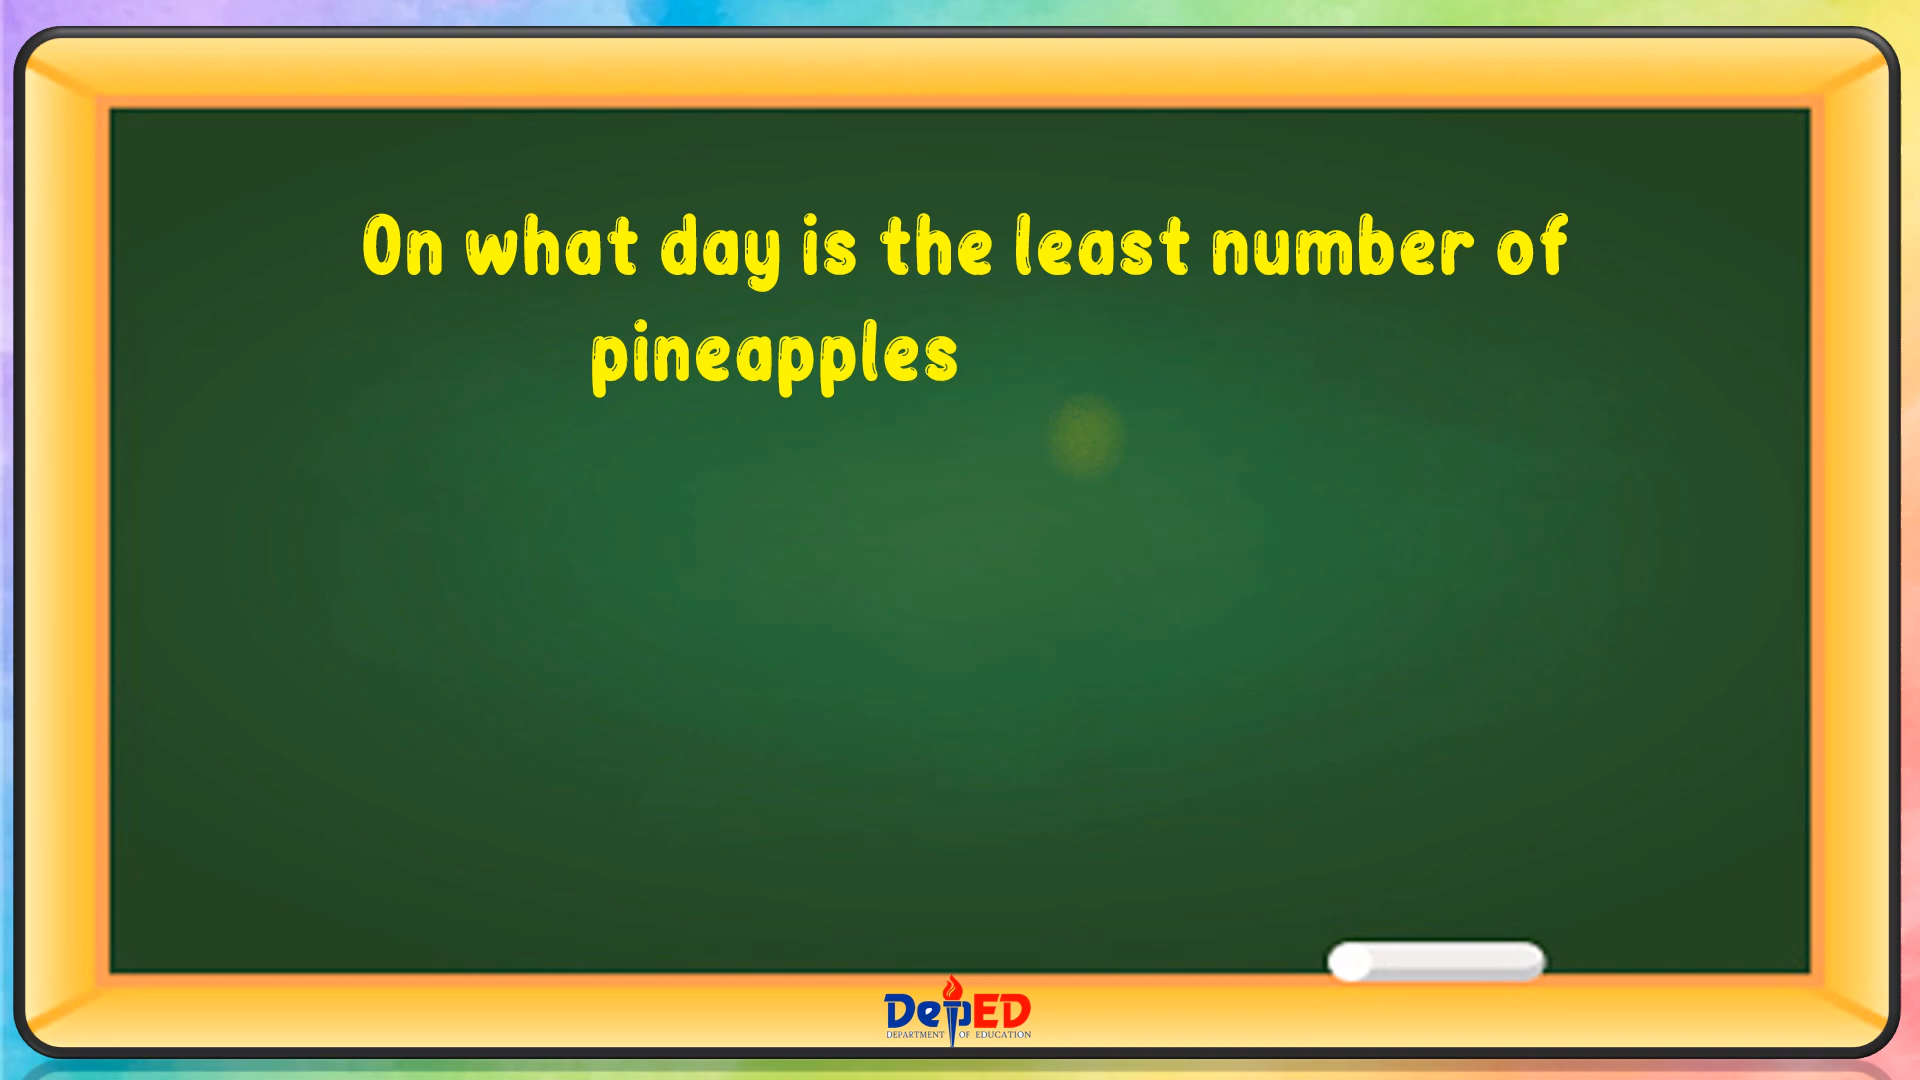 On what day is the least number of
pineapples
DepED
DEPARTMENT OF EDUCATION